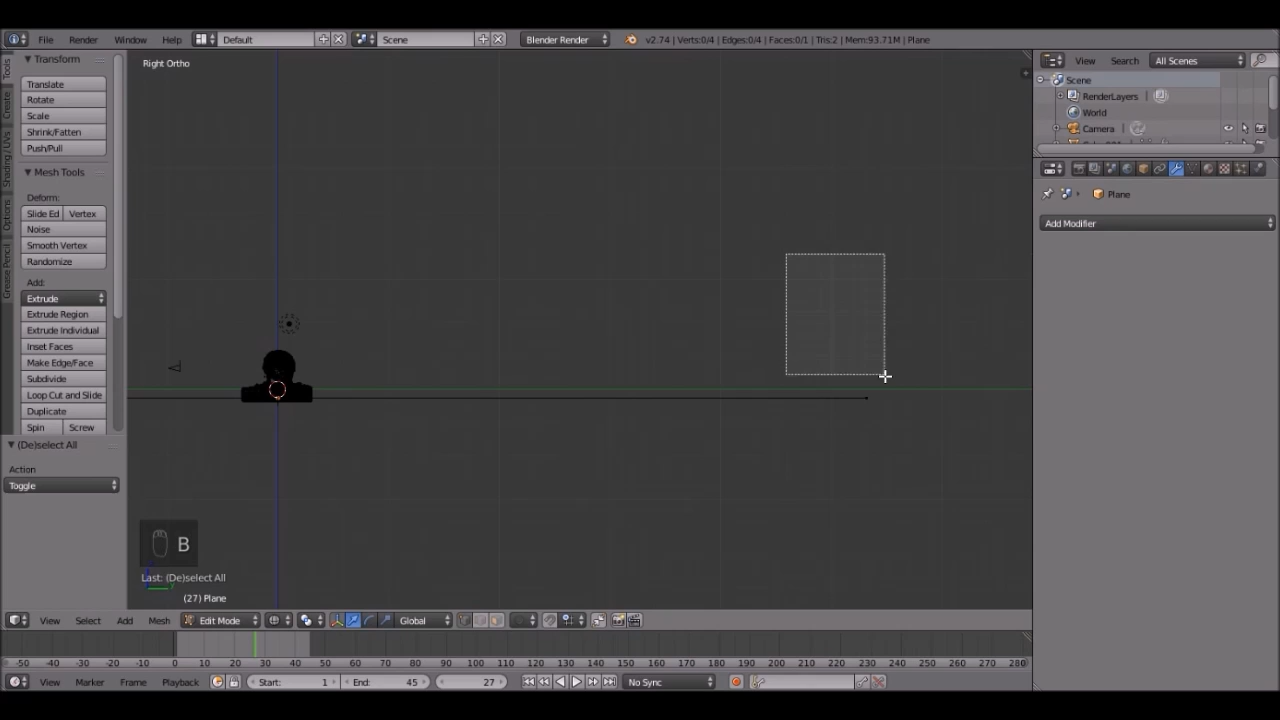 File Render Window Help Default Scene Blender Render v2.74 | Verts:0/4 | Edges:0/4 | Faces:0/1 | Tris:2 | Mem:93.71M | Plane
Tools
Create
Shading / UVs
Options
Grease Pencil
Transform
Translate
Rotate
Scale
Shrink/Fatten
Push/Pull
Mesh Tools
Deform:
Slide Ed Vertex
Noise
Smooth Vertex
Randomize
Add:
Extrude
Extrude Region
Extrude Individual
Inset Faces
Make Edge/Face
Subdivide
Loop Cut and Slide
Duplicate
Spin Screw
(De)select All
Action
Toggle
Right Ortho
B
Last: (De)select All
(27) Plane
View Search All Scenes
Scene
RenderLayers
World
Camera
Plane
Add Modifier
View Select Add Mesh Edit Mode Global
-50 -40 -30 -20 -10 0 10 20 30 40 50 60 70 80 90 100 110 120 130 140 150 160 170 180 190 200 210 220 230 240 250 260 270 280
View Marker Frame Playback Start: 1 End: 45 27 No Sync